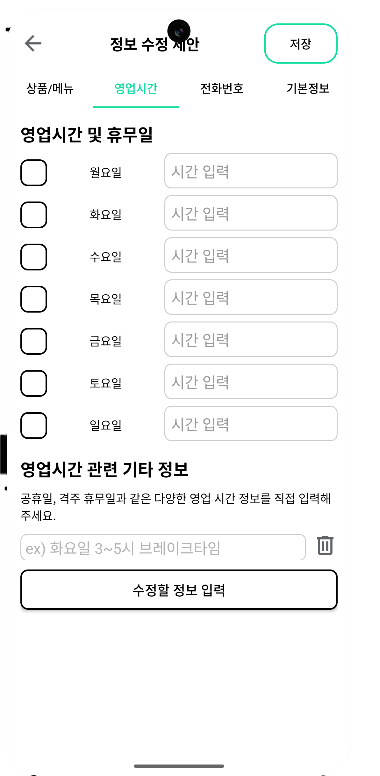 정보 수정 제안
저장
상품/메뉴
영업시간
전화번호
기본정보
영업시간 및 휴무일
월요일
시간 입력
화요일
시간 입력
수요일
시간 입력
목요일
시간 입력
금요일
시간 입력
토요일
시간 입력
일요일
시간 입력
영업시간 관련 기타 정보
공휴일, 격주 휴무일과 같은 다양한 영업 시간 정보를 직접 입력해
주세요.
ex) 화요일 3~5시 브레이크타임
수정할 정보 입력